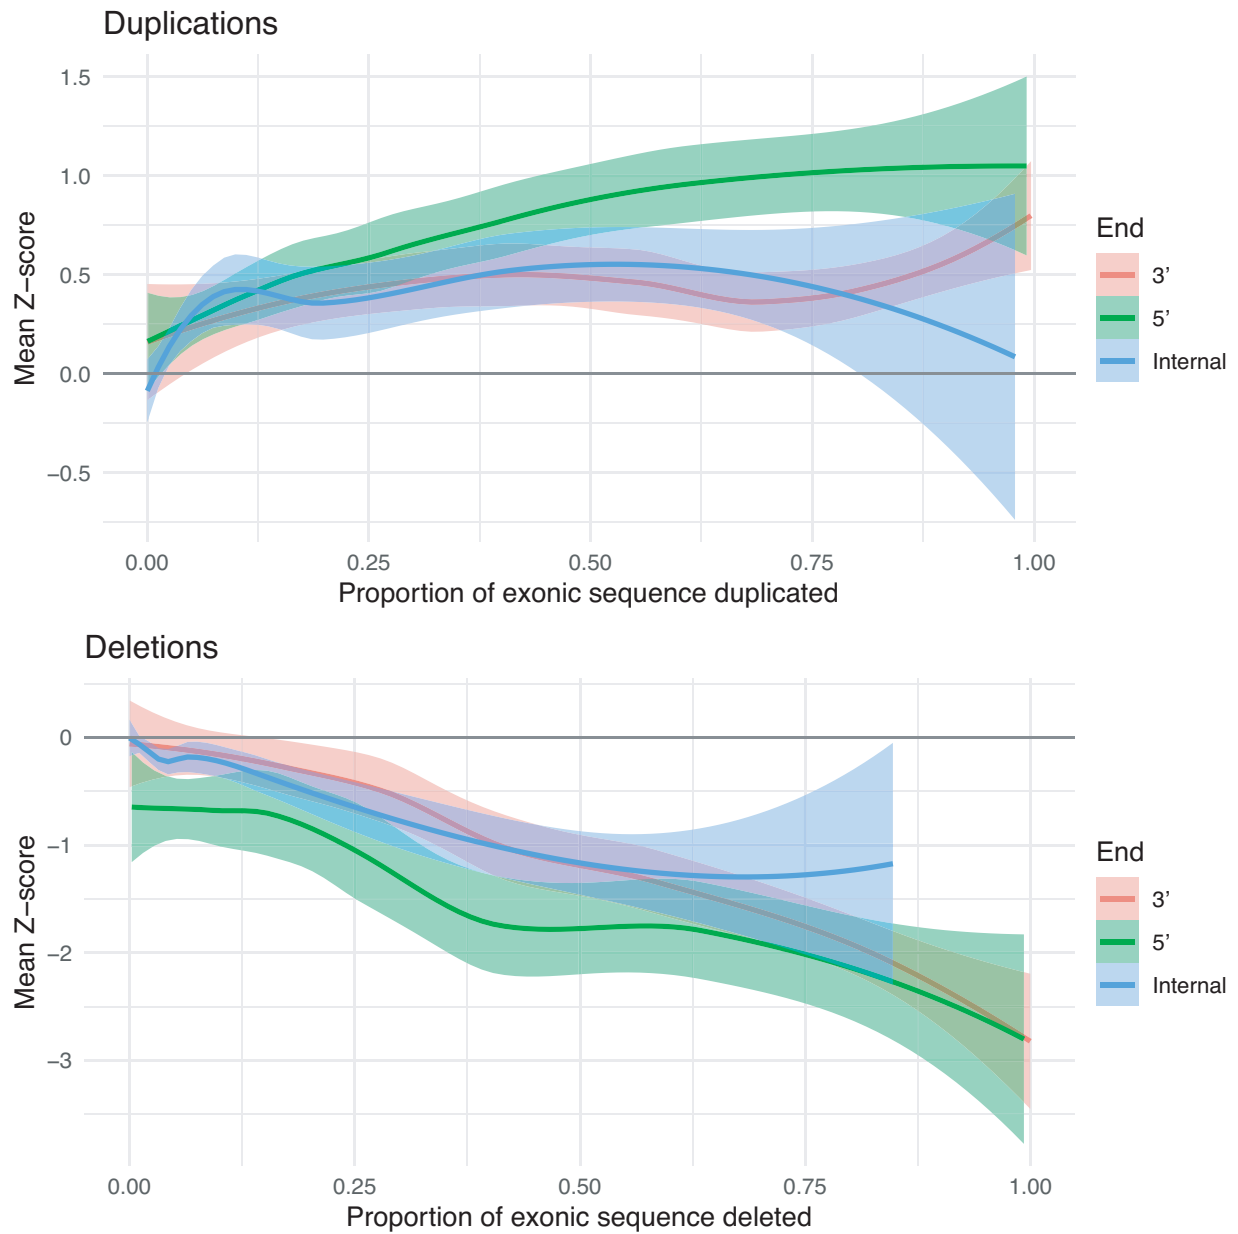 Duplications
Mean Z−score
1.5
1.0
0.5
0.0
−0.5
0.00 0.25 0.50 0.75 1.00
Proportion of exonic sequence duplicated
End
3’
5’
Internal
Deletions
Mean Z−score
0
−1
−2
−3
0.00 0.25 0.50 0.75 1.00
Proportion of exonic sequence deleted
End
3’
5’
Internal